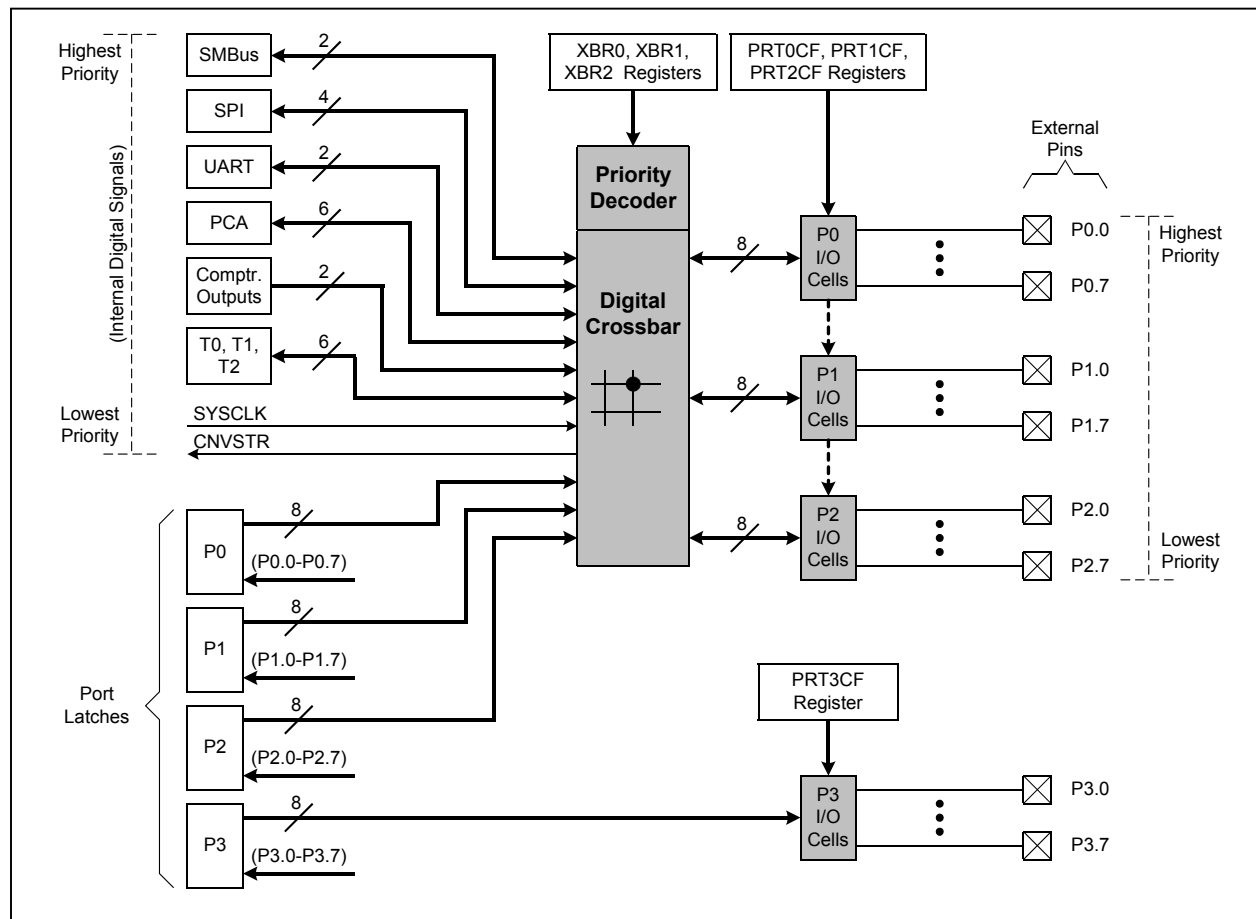 Highest
Priority
(Internal Digital Signals)
Lowest
Priority
SMBus
2
SPI
4
UART
2
PCA
6
Comptr.
Outputs
2
T0, T1,
T2
6
SYSCLK
CNVSTR
XBR0, XBR1,
XBR2 Registers
PRT0CF, PRT1CF,
PRT2CF Registers
Priority
Decoder
Digital
Crossbar
External
Pins
8
P0
I/O
Cells
P0.0
P0.7
Highest
Priority
8
P1
I/O
Cells
P1.0
P1.7
8
P2
I/O
Cells
P2.0
P2.7
Lowest
Priority
Port
Latches
P0
8
(P0.0-P0.7)
P1
8
(P1.0-P1.7)
P2
8
(P2.0-P2.7)
P3
8
(P3.0-P3.7)
PRT3CF
Register
P3
I/O
Cells
P3.0
P3.7